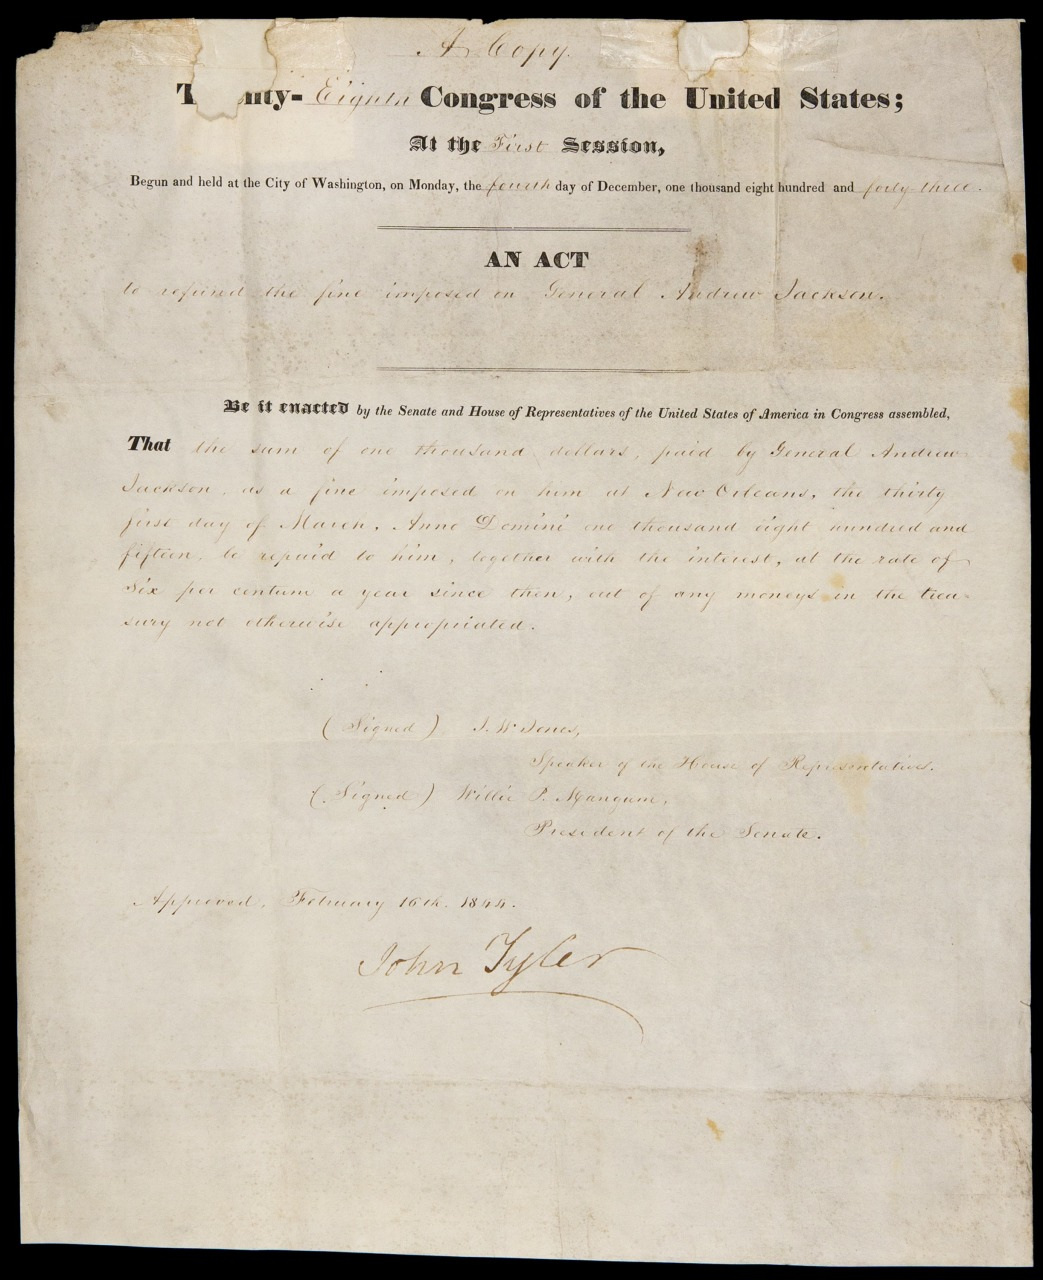 A Copy.
T nty-Eighth Congress of the United States;
At the First Session,
Begun and held at the City of Washington, on Monday, the fourth day of December, one thousand eight hundred and forty-three.
AN ACT
to refund the fine imposed on General Andrew Jackson.
Be it enacted by the Senate and House of Representatives of the United States of America in Congress assembled,
That the sum of one thousand dollars, paid by General Andrew
Jackson, as a fine imposed on him at New Orleans, the thirty
first day of March, Anno Domini one thousand eight hundred and
fifteen, be repaid to him, together with the interest, at the rate of
Six per centum a year since then, out of any moneys in the trea-
sury not otherwise appropriated.
(Signed) J. W. Jones,
Speaker of the House of Representatives.
(Signed) Willie P. Mangum,
President of the Senate.
Approved, February 16th. 1844.
John Tyler